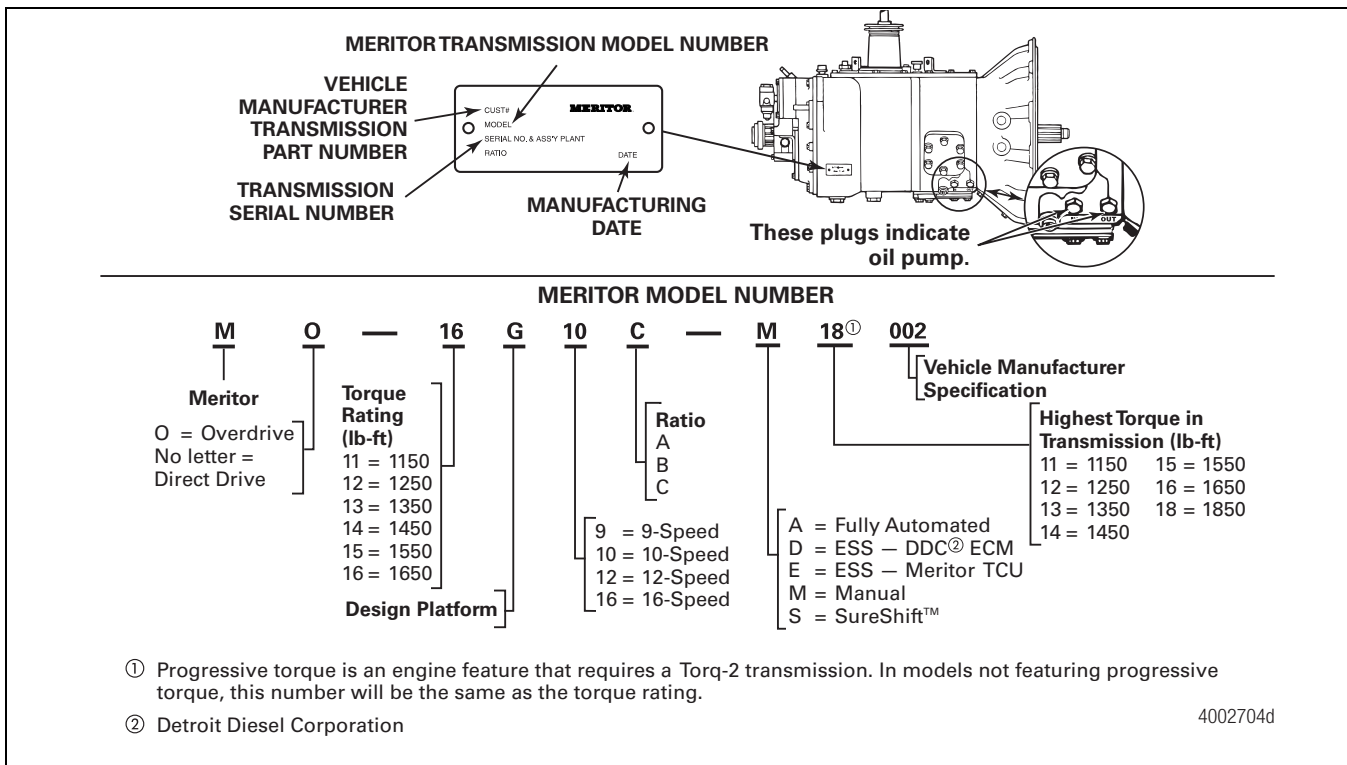 MERITOR TRANSMISSION MODEL NUMBER
VEHICLE
MANUFACTURER
TRANSMISSION
PART NUMBER
TRANSMISSION
SERIAL NUMBER
CUST#
MERITOR
MODEL
SERIAL NO. & ASS'Y PLANT
RATIO
DATE
MANUFACTURING
DATE
OUT
These plugs indicate
oil pump.
MERITOR MODEL NUMBER
M O — 16 G 10 C — M 18① 002
Meritor
O = Overdrive
No letter =
Direct Drive
Torque
Rating
(lb-ft)
11 = 1150
12 = 1250
13 = 1350
14 = 1450
15 = 1550
16 = 1650
Design Platform
9 = 9-Speed
10 = 10-Speed
12 = 12-Speed
16 = 16-Speed
Ratio
A
B
C
A = Fully Automated
D = ESS — DDC② ECM
E = ESS — Meritor TCU
M = Manual
S = SureShift™
Vehicle Manufacturer
Specification
Highest Torque in
Transmission (lb-ft)
11 = 1150 15 = 1550
12 = 1250 16 = 1650
13 = 1350 18 = 1850
14 = 1450
① Progressive torque is an engine feature that requires a Torq-2 transmission. In models not featuring progressive
torque, this number will be the same as the torque rating.
② Detroit Diesel Corporation
4002704d